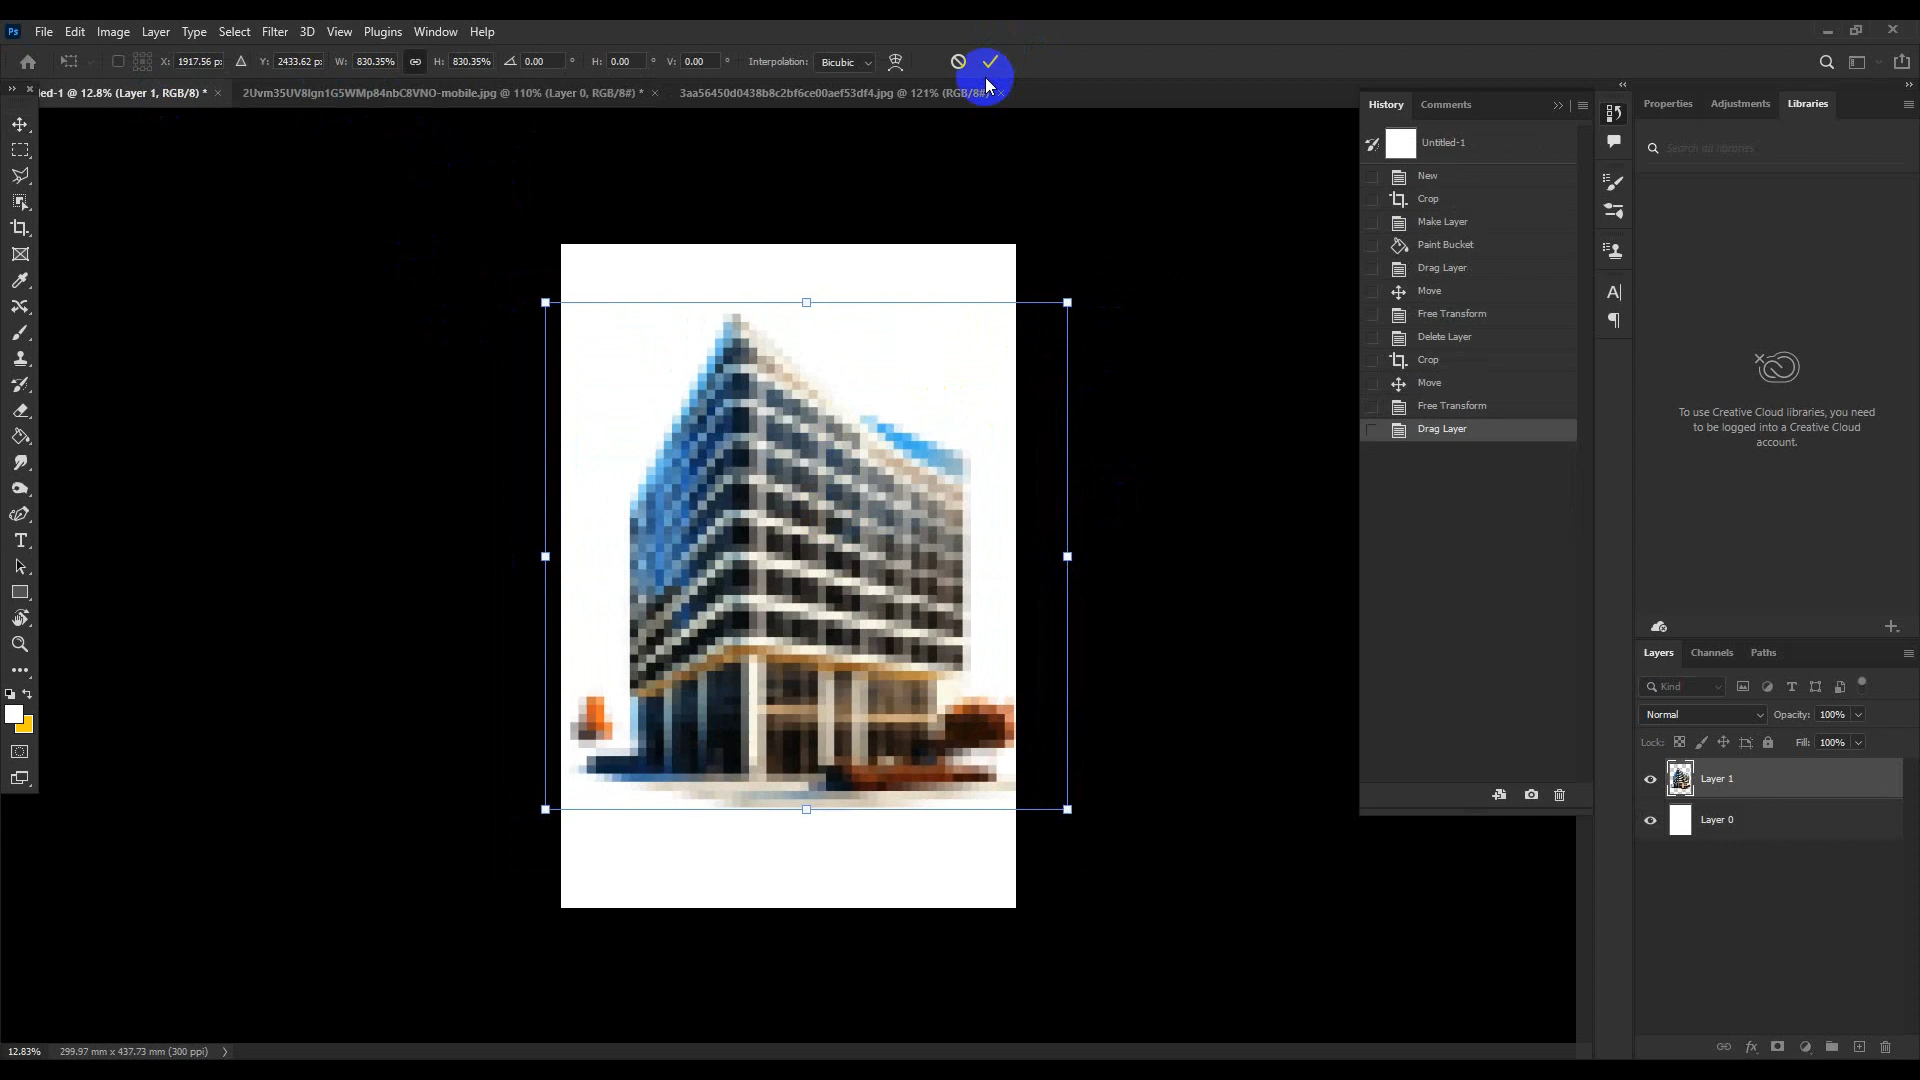 Ps File Edit Image Layer Type Select Filter 3D View Plugins Window Help
X: 1917.56 p: Y: 2433.62 p: W: 830.35% H: 830.35% 0.00 ° H: 0.00 ° V: 0.00 ° Interpolation: Bicubic
ed-1 @ 12.8% (Layer 1, RGB/8) * × 2Uvm35UV8Ign1G5WMp84nbC8VNO-mobile.jpg @ 110% (Layer 0, RGB/8#) * × 3aa56450d0438b8c2bf6ce00aef53df4.jpg @ 121% (RGB/8#) ×
History Comments
Untitled-1
New
Crop
Make Layer
Paint Bucket
Drag Layer
Move
Free Transform
Delete Layer
Crop
Move
Free Transform
Drag Layer
Properties Adjustments Libraries
Search all libraries
To use Creative Cloud libraries, you need
to be logged into a Creative Cloud
account.
Layers Channels Paths
Kind
Normal Opacity: 100%
Lock: Fill: 100%
Layer 1
Layer 0
12.83% 299.97 mm x 437.73 mm (300 ppi)